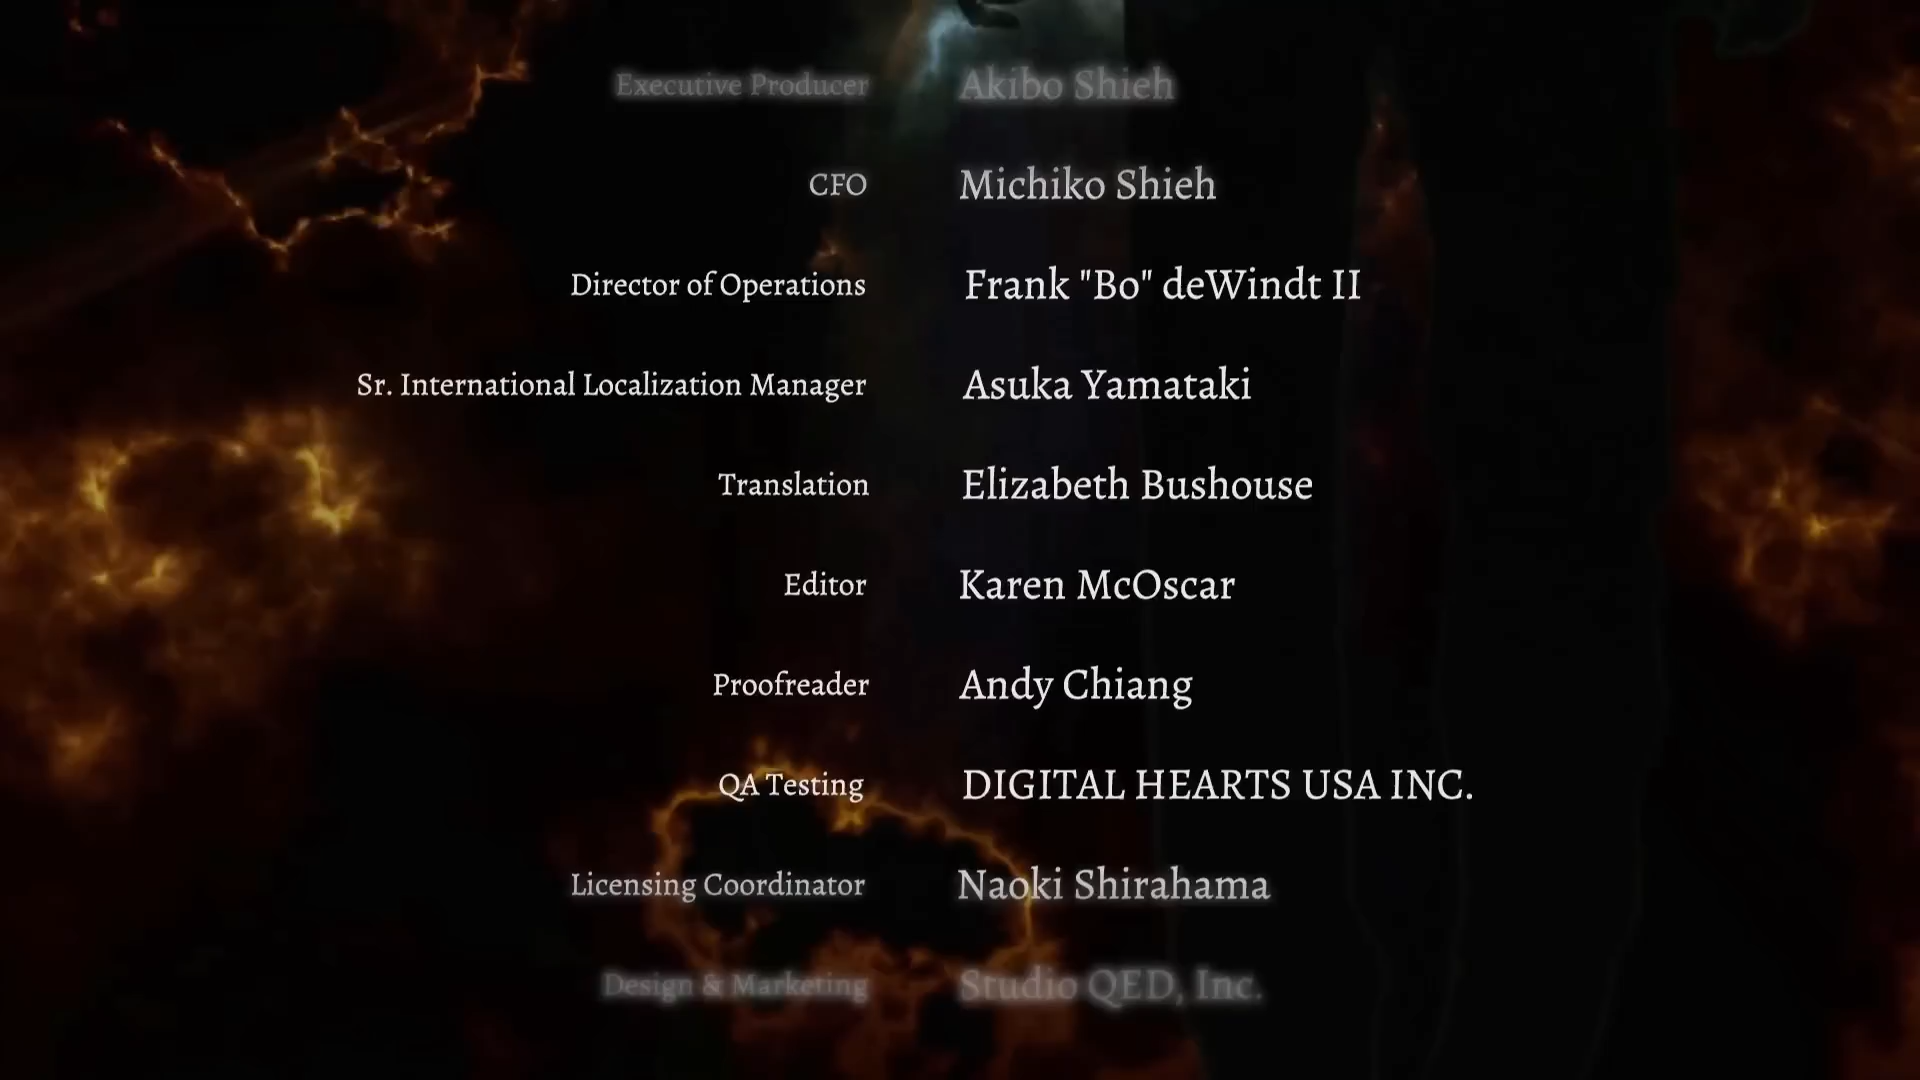 Executive Producer Akibo Shieh
CFO Michiko Shieh
Director of Operations Frank "Bo" deWindt II
Sr. International Localization Manager Asuka Yamataki
Translation Elizabeth Bushouse
Editor Karen McOscar
Proofreader Andy Chiang
QA Testing DIGITAL HEARTS USA INC.
Licensing Coordinator Naoki Shirahama
Design & Marketing Studio QED, Inc.